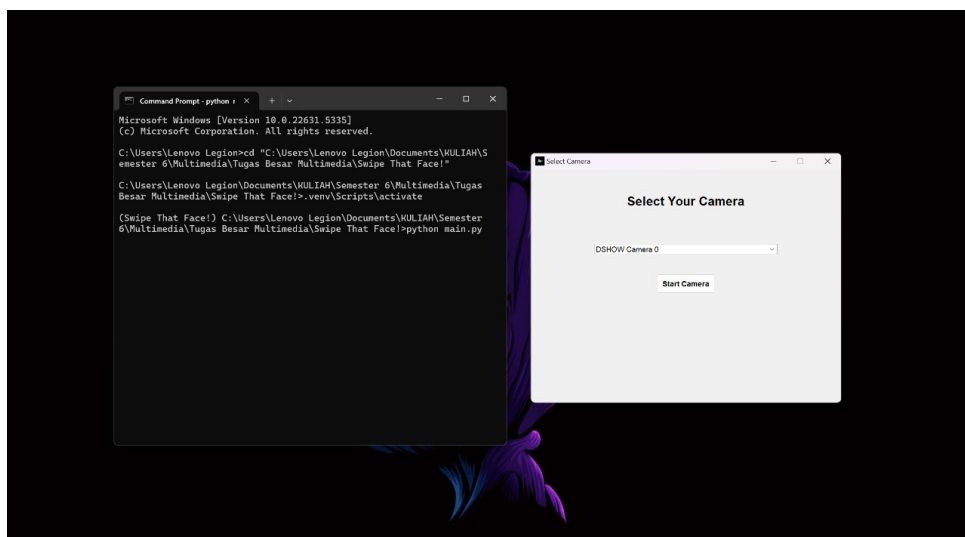 Command Prompt - python
Microsoft Windows [Version 10.0.22631.5335]
(c) Microsoft Corporation. All rights reserved.
C:\Users\Lenovo Legion>cd "C:\Users\Lenovo Legion\Documents\KULIAH\S
emester 6\Multimedia\Tugas Besar Multimedia\Swipe That Face!"
C:\Users\Lenovo Legion\Documents\KULIAH\Semester 6\Multimedia\Tugas
Besar Multimedia\Swipe That Face!>.venv\Scripts\activate
(Swipe That Face!) C:\Users\Lenovo Legion\Documents\KULIAH\Semester
6\Multimedia\Tugas Besar Multimedia\Swipe That Face!>python main.py
Select Camera
Select Your Camera
DSHOW Camera 0
Start Camera